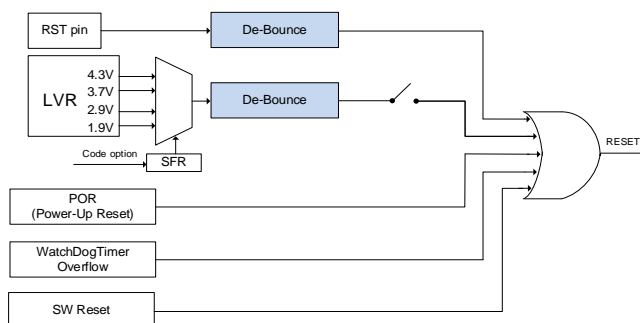 RST pin
De-Bounce
LVR
4.3V
3.7V
2.9V
1.9V
De-Bounce
Code option
SFR
RESET
POR
(Power-Up Reset)
WatchDogTimer
Overflow
SW Reset